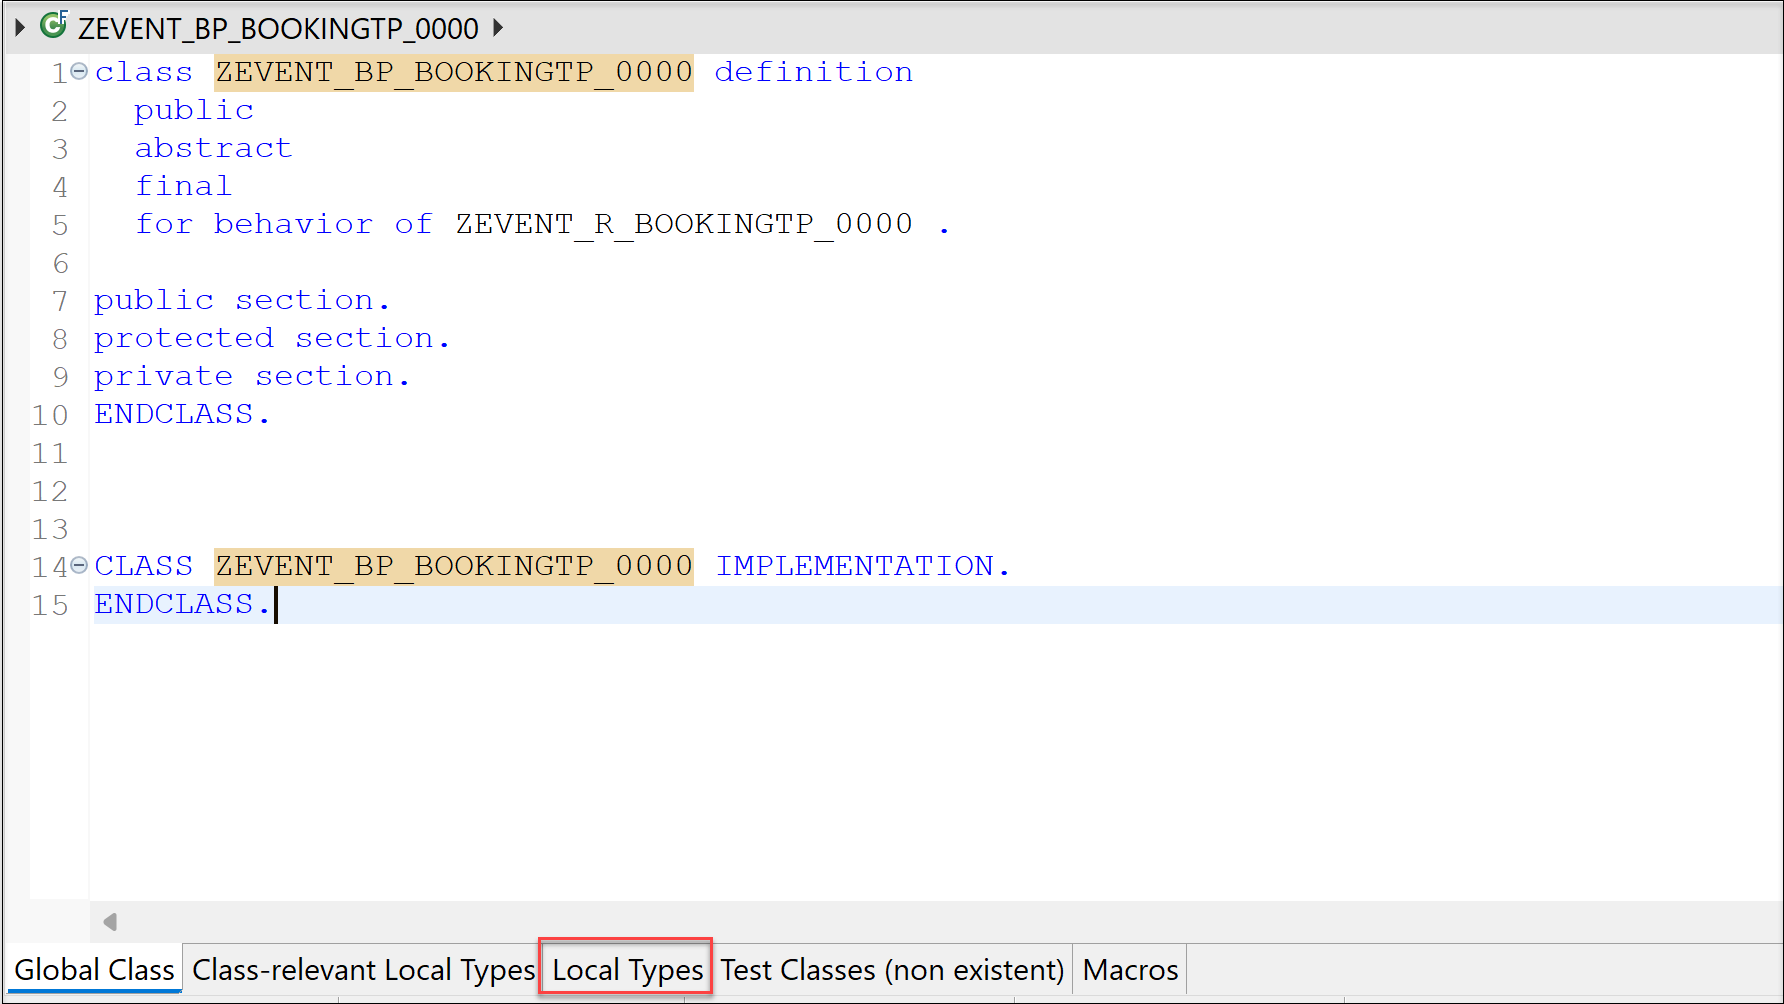 ZEVENT_BP_BOOKINGTP_0000
1 class ZEVENT_BP_BOOKINGTP_0000 definition
2   public
3   abstract
4   final
5   for behavior of ZEVENT_R_BOOKINGTP_0000 .
6
7 public section.
8 protected section.
9 private section.
10 ENDCLASS.
11
12
13
14 CLASS ZEVENT_BP_BOOKINGTP_0000 IMPLEMENTATION.
15 ENDCLASS.
Global Class Class-relevant Local Types Local Types Test Classes (non existent) Macros